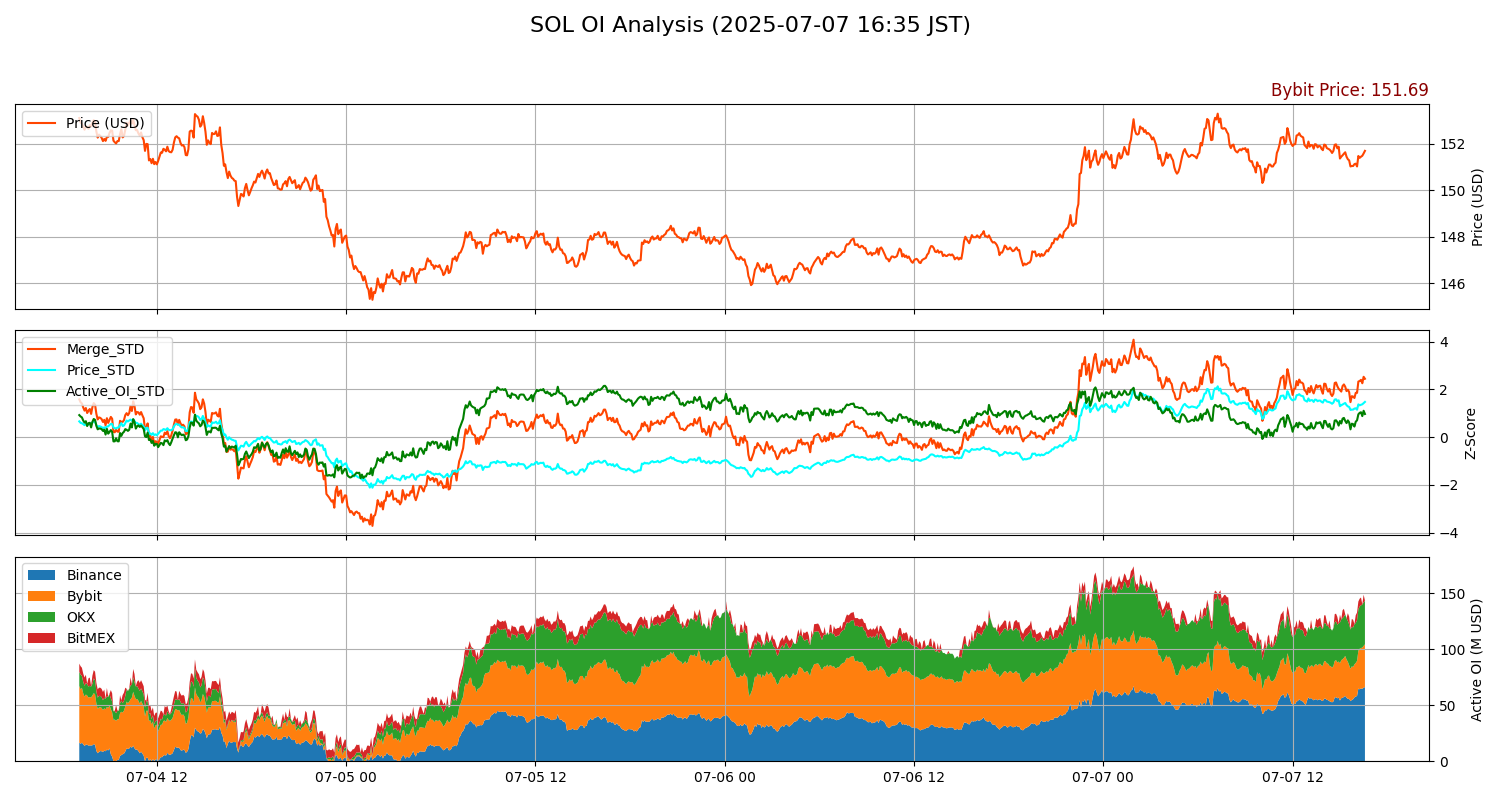 SOL OI Analysis (2025-07-07 16:35 JST)
Bybit Price: 151.69
Price (USD)
152
150
148
146
Price (USD)
Merge_STD
Price_STD
Active_OI_STD
4
2
0
−2
−4
Z-Score
Binance
Bybit
OKX
BitMEX
150
100
50
0
Active OI (M USD)
07-04 12
07-05 00
07-05 12
07-06 00
07-06 12
07-07 00
07-07 12